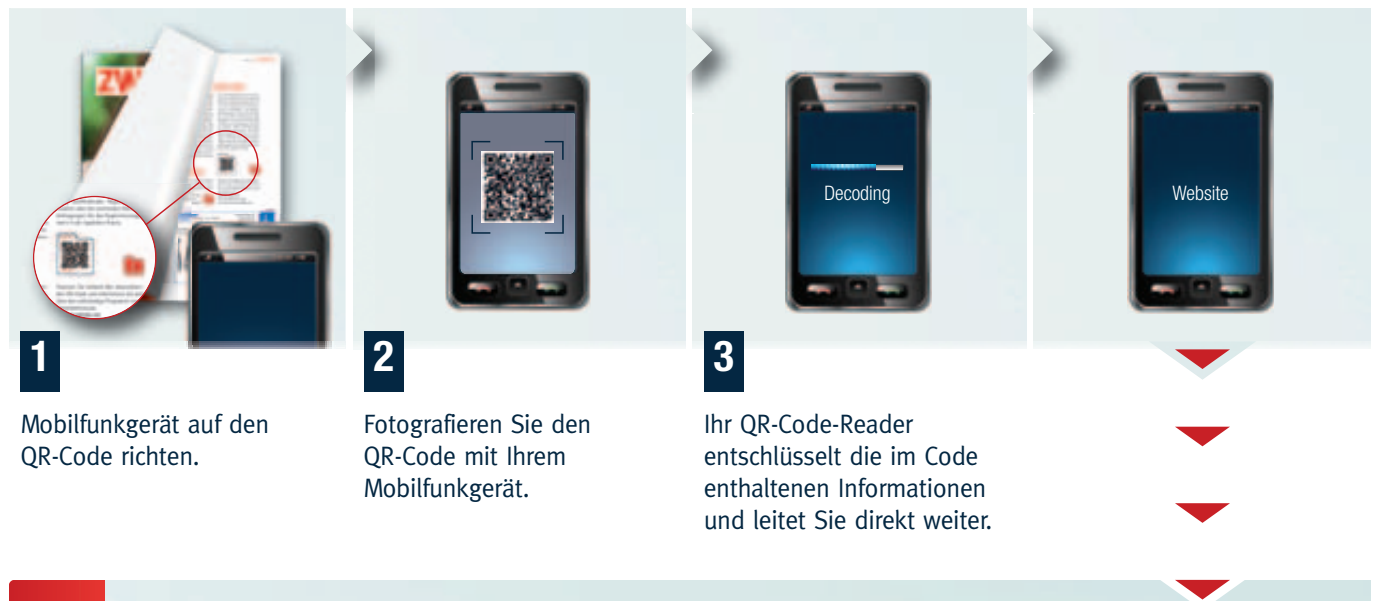 ZW
Decoding
Website
1
Mobilfunkgerät auf den
QR-Code richten.
2
Fotografieren Sie den
QR-Code mit Ihrem
Mobilfunkgerät.
3
Ihr QR-Code-Reader
entschlüsselt die im Code
enthaltenen Informationen
und leitet Sie direkt weiter.